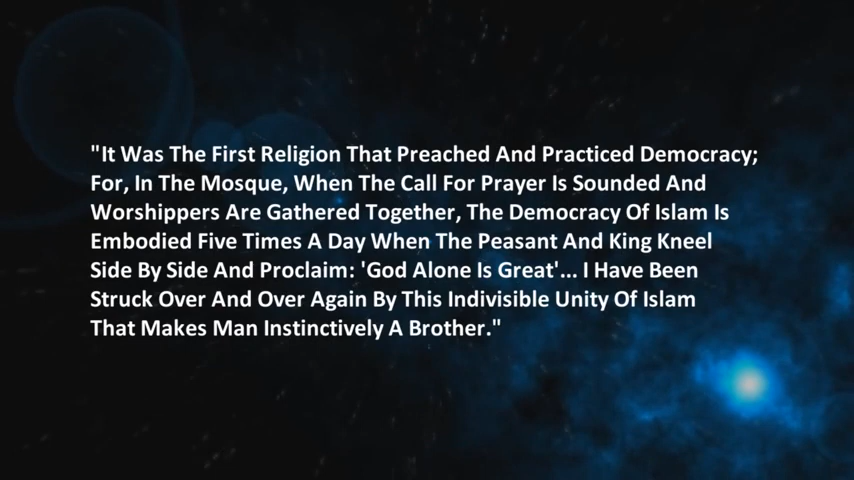 "It Was The First Religion That Preached And Practiced Democracy;
For, In The Mosque, When The Call For Prayer Is Sounded And
Worshippers Are Gathered Together, The Democracy Of Islam Is
Embodied Five Times A Day When The Peasant And King Kneel
Side By Side And Proclaim: 'God Alone Is Great'... I Have Been
Struck Over And Over Again By This Indivisible Unity Of Islam
That Makes Man Instinctively A Brother."